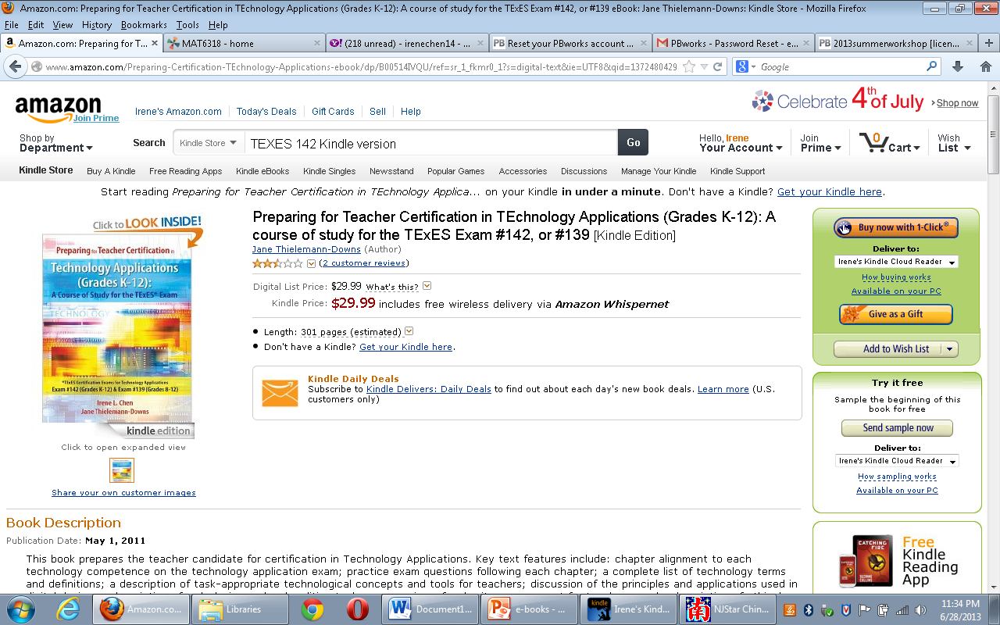 Amazon.com: Preparing for Teacher Certification in TEchnology Applications (Grades K-12): A course of study for the TExES Exam #142, or #139 eBook: Jane Thielemann-Downs: Kindle Store - Mozilla Firefox
File Edit View History Bookmarks Tools Help
Amazon.com: Preparing for T... MAT6318 - home (218 unread) - irenechen14 - ... Reset your PBworks account ... PBworks - Password Reset - e... 2013summerworkshop [licen...
www.amazon.com/Preparing-Certification-TEchnology-Applications-ebook/dp/B00514IVQU/ref=sr_1_fkmr0_1?s=digital-text&ie=UTF8&qid=1372480429 Google
amazon
Join Prime
Irene's Amazon.com Today's Deals Gift Cards Sell Help
Celebrate 4th of July Shop now
Shop by
Department
Search Kindle Store TEXES 142 Kindle version Go
Hello, Irene
Your Account
Join
Prime
0
Cart
Wish
List
Kindle Store Buy A Kindle Free Reading Apps Kindle eBooks Kindle Singles Newsstand Popular Games Accessories Discussions Manage Your Kindle Kindle Support
Start reading Preparing for Teacher Certification in TEchnology Applica... on your Kindle in under a minute. Don't have a Kindle? Get your Kindle here.
Click to LOOK INSIDE!
Preparing for Teacher Certification in
Technology Applications
(Grades K-12):
A Course of Study for the TExES® Exam
TECHNOLOGY
*TExES Certification Exams for Technology Applications
Exam #142 (Grades K-12) & Exam #139 (Grades 8-12)
Irene L. Chen
Jane Thielemann-Downs
kindle edition
Click to open expanded view
Share your own customer images
Preparing for Teacher Certification in TEchnology Applications (Grades K-12): A
course of study for the TExES Exam #142, or #139 [Kindle Edition]
Jane Thielemann-Downs (Author)
(2 customer reviews)
Digital List Price: $29.99 What's this?
Kindle Price: $29.99 includes free wireless delivery via Amazon Whispernet
Length: 301 pages (estimated)
Don't have a Kindle? Get your Kindle here.
Kindle Daily Deals
Subscribe to Kindle Delivers: Daily Deals to find out about each day's new book deals. Learn more (U.S.
customers only)
Buy now with 1-Click®
Deliver to:
Irene's Kindle Cloud Reader
How buying works
Available on your PC
Give as a Gift
Add to Wish List
Try it free
Sample the beginning of this
book for free
Send sample now
Deliver to:
Irene's Kindle Cloud Reader
How sampling works
Available on your PC
CATCHING
FIRE
SUZANNE
COLLINS
Free
Kindle
Reading
App
Book Description
Publication Date: May 1, 2011
This book prepares the teacher candidate for certification in Technology Applications. Key text features include: chapter alignment to each
technology competence on the technology application exam; practice exam questions following each chapter; a complete list of technology terms
and definitions; a description of task-appropriate technological concepts and tools for teachers; discussion of the principles and applications used in
Amazon.co... Libraries Document1... e-books - ... Irene's Kind... NJStar Chin...
11:34 PM
6/28/2013